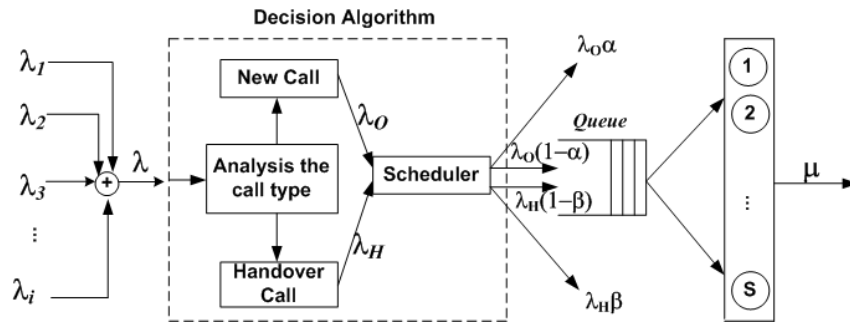 Decision Algorithm
λ1
λ2
λ3
⋮
λi
+
λ
New Call
Analysis the
call type
Handover
Call
λO
λH
Scheduler
λOα
λO(1−α)
λH(1−β)
λHβ
Queue
1
2
⋮
S
μ